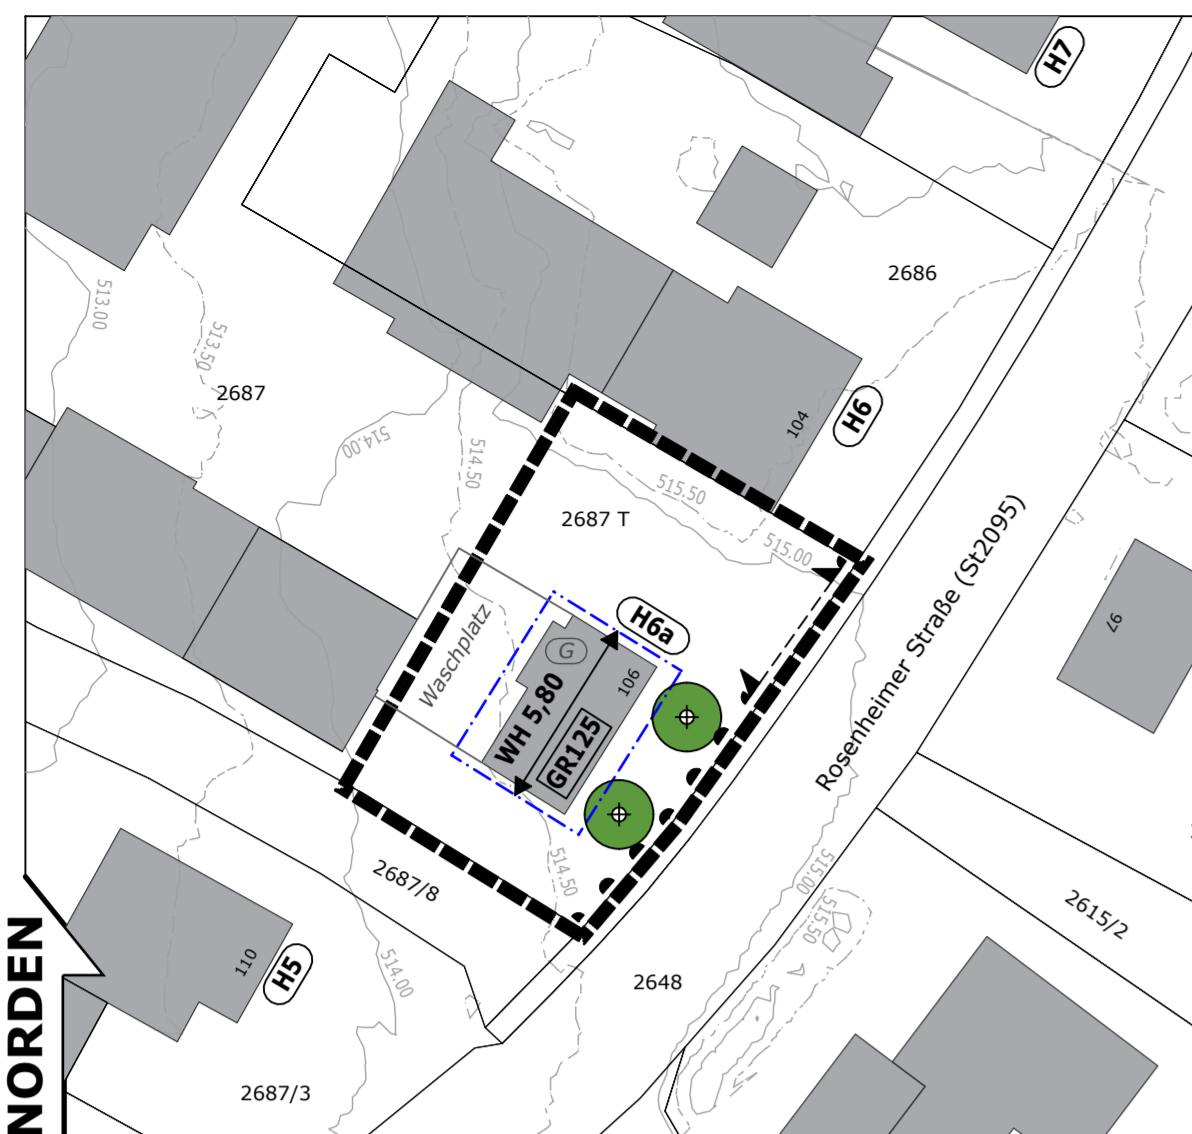 H7
2686
513.00
513.50
2687
514.00
514.50
104
H6
515.50
2687 T
515.00
Rosenheimer Straße (St2095)
97
Waschplatz
G
H6a
106
WH 5,80
GR125
514.50
2687/8
515.00
515.50
2615/2
110
H5
514.00
2648
NORDEN
2687/3